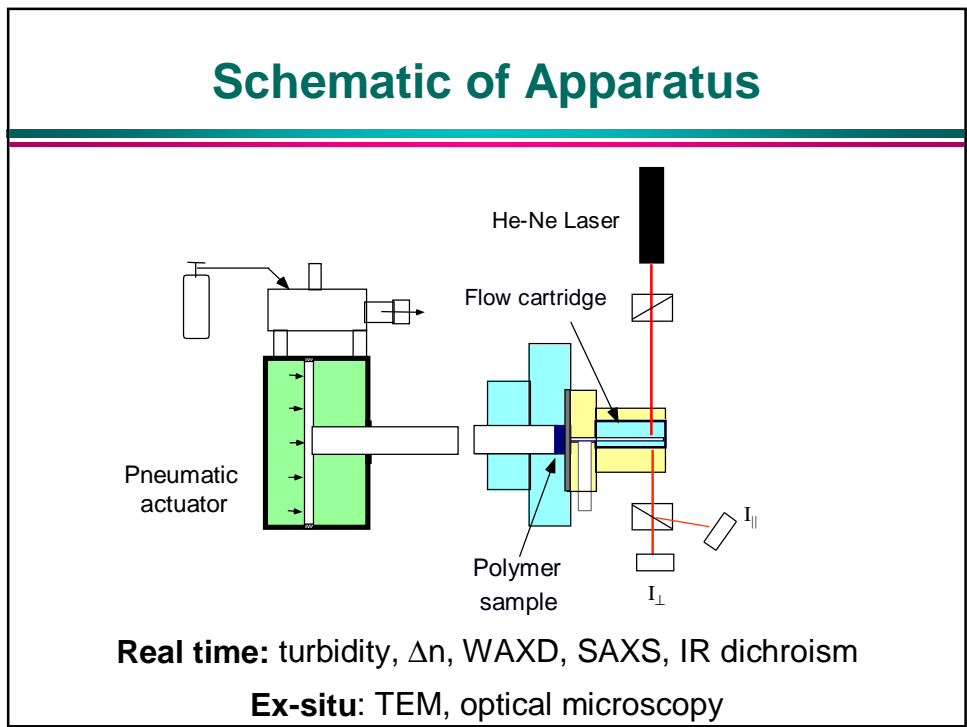 Schematic of Apparatus
He-Ne Laser
Flow cartridge
Pneumatic
actuator
Polymer
sample
I||
I⊥
Real time: turbidity, Δn, WAXD, SAXS, IR dichroism
Ex-situ: TEM, optical microscopy